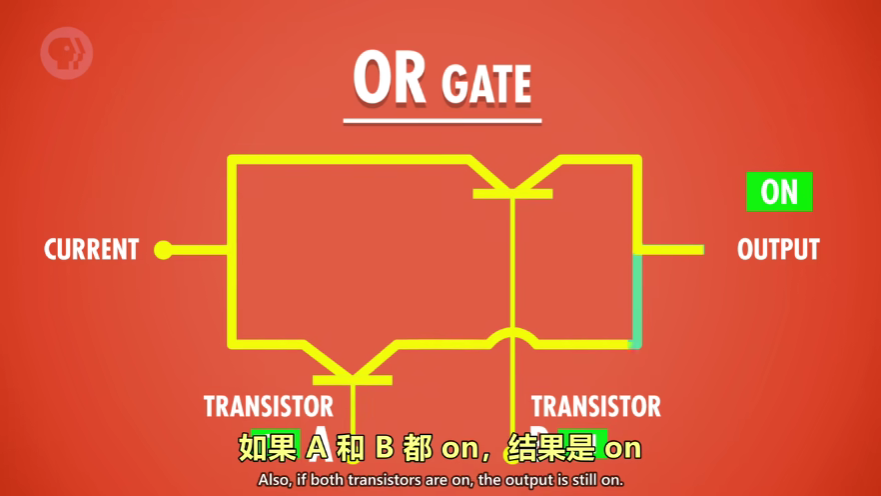 OR GATE
ON
CURRENT
OUTPUT
TRANSISTOR
TRANSISTOR
A
如果 A 和 B 都 on，结果是 on
Also, if both transistors are on, the output is still on.